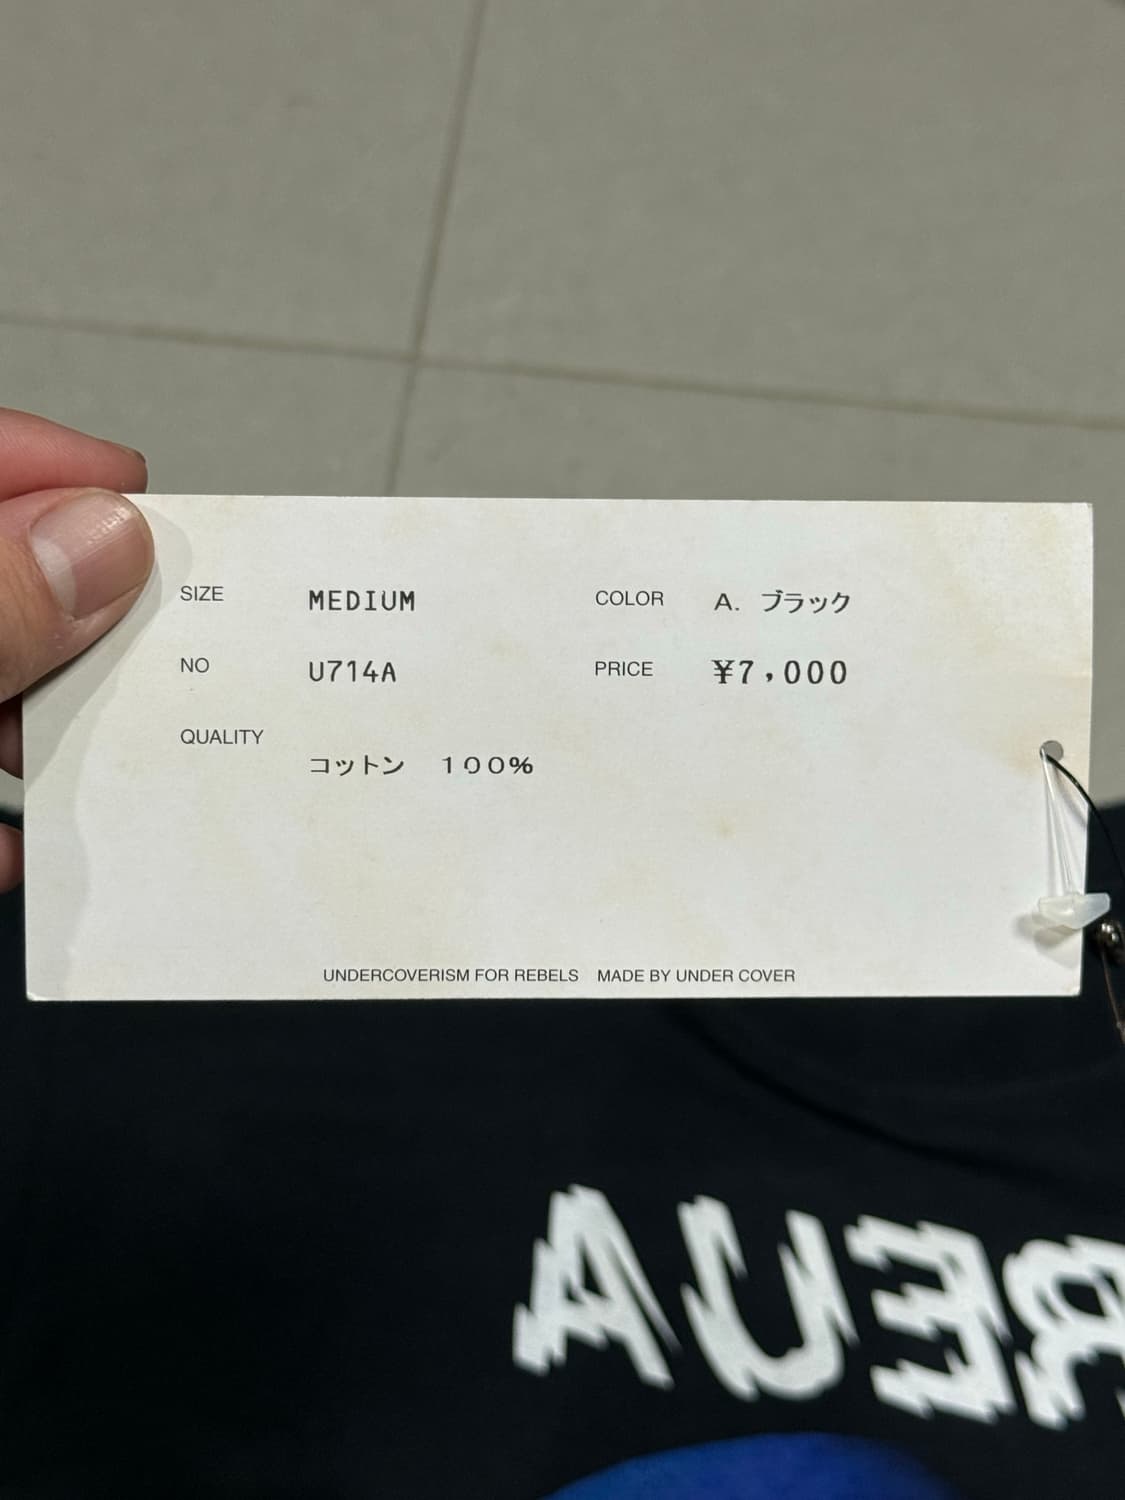 SIZE MEDIUM COLOR A. ブラック
NO U714A PRICE ¥7,000
QUALITY
コットン 100%
UNDERCOVERISM FOR REBELS MADE BY UNDER COVER